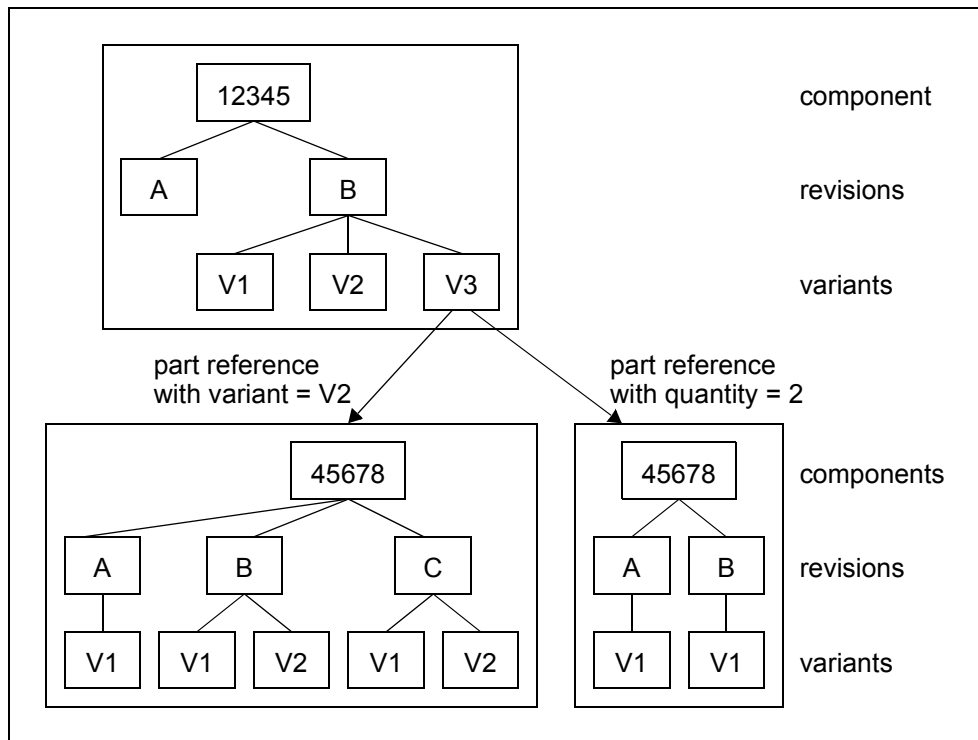 12345 component
A B revisions
V1 V2 V3 variants
part reference
with variant = V2
part reference
with quantity = 2
45678 45678 components
A B C A B revisions
V1 V1 V2 V1 V2 V1 V1 variants